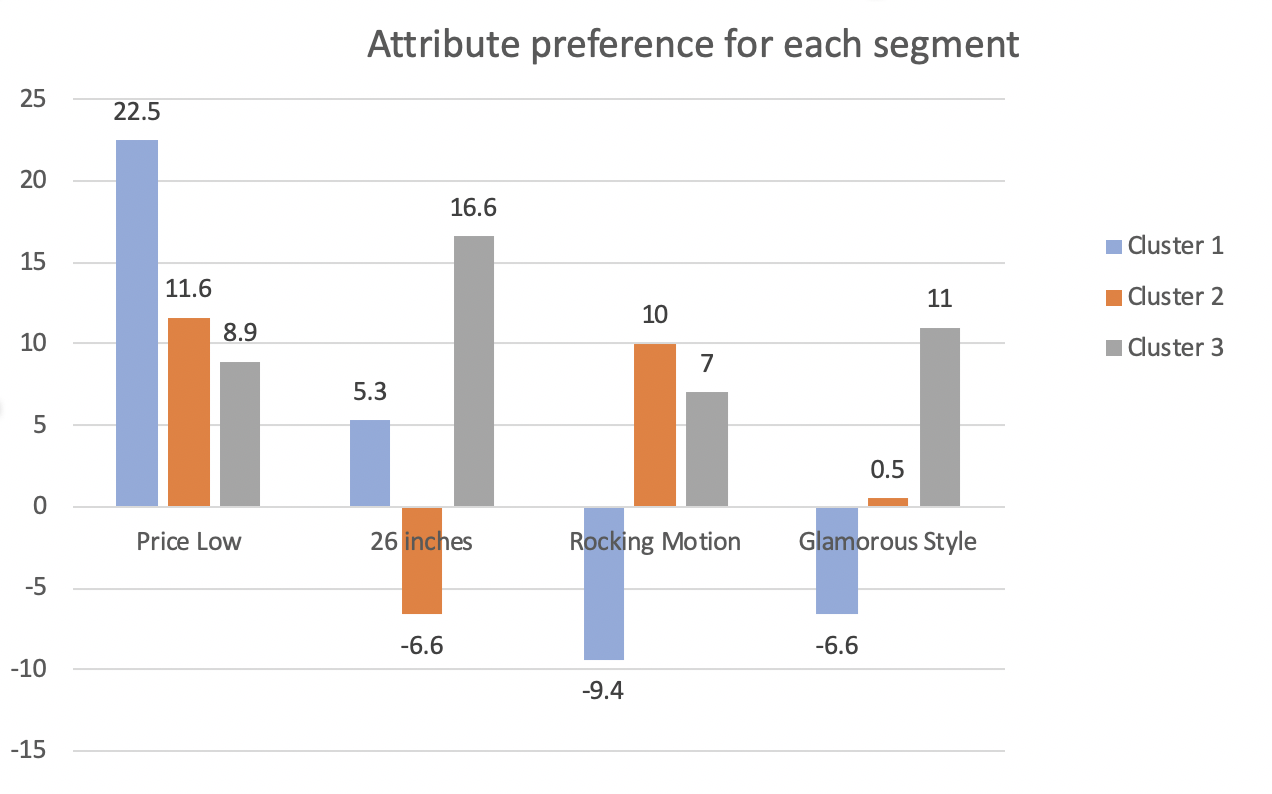 Attribute preference for each segment
25
20
15
10
5
0
-5
-10
-15
22.5
11.6
8.9
5.3
-6.6
16.6
-9.4
10
7
-6.6
0.5
11
Price Low
26 inches
Rocking Motion
Glamorous Style
Cluster 1
Cluster 2
Cluster 3